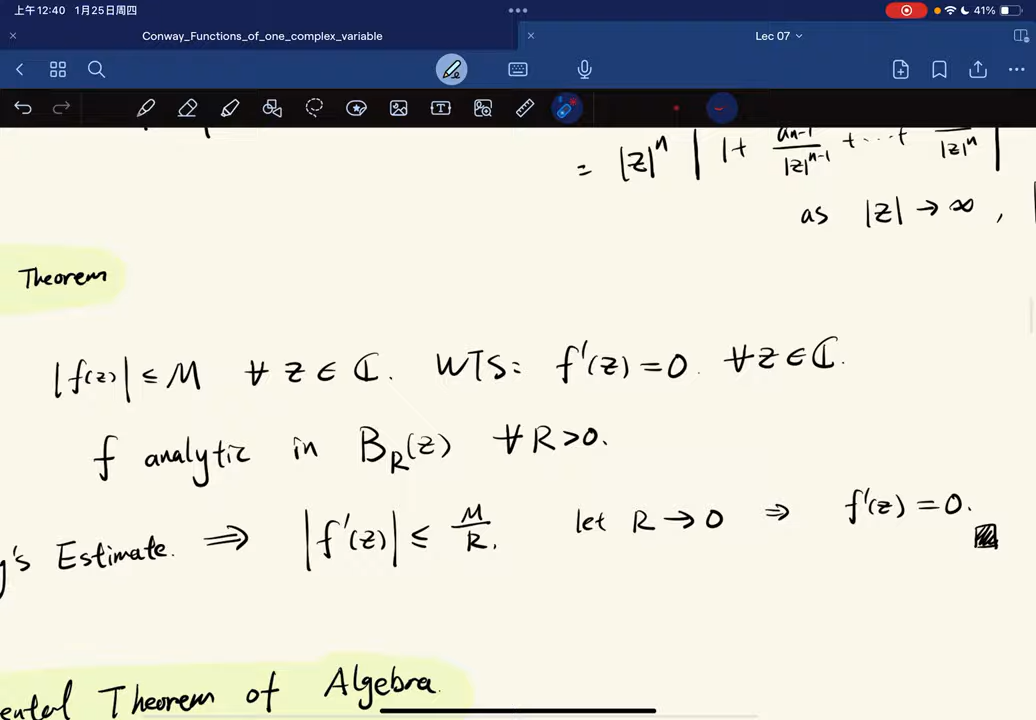 上午12:40 1月25日周四 41%
Conway_Functions_of_one_complex_variable
Lec 07
= |z|ⁿ | 1 + aₙ₋₁/|z|ⁿ⁻¹ + ... + /|z|ⁿ |
as |z| → ∞,
Theorem
|f(z)| ≤ M ∀ z ∈ ℂ. WTS: f'(z) = 0. ∀z ∈ ℂ.
f analytic in B_R(z) ∀R>0.
y's Estimate. ⇒ |f'(z)| ≤ M/R. let R → 0 ⇒ f'(z) = 0.
ental Theorem of Algebra.